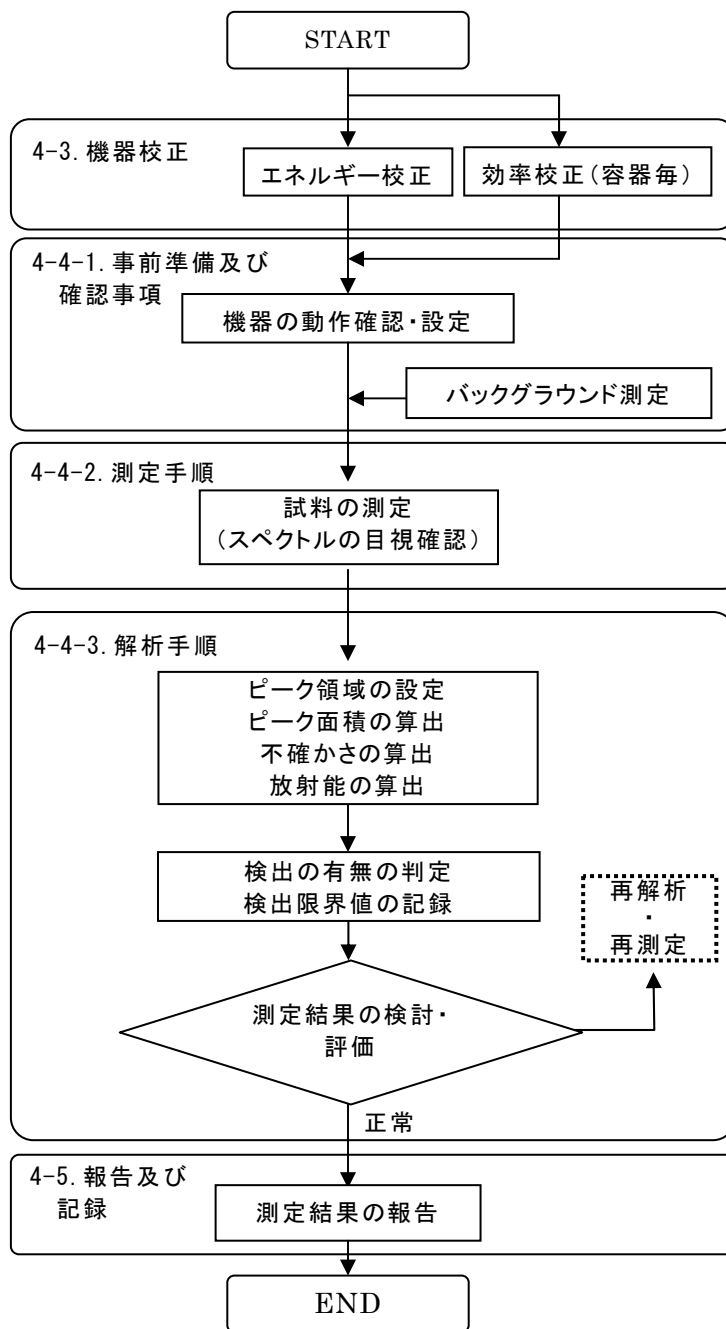 START
4-3.機器校正
エネルギー校正
効率校正(容器毎)
4-4-1.事前準備及び
確認事項
機器の動作確認・設定
バックグラウンド測定
4-4-2.測定手順
試料の測定
(スペクトルの目視確認)
4-4-3.解析手順
ピーク領域の設定
ピーク面積の算出
不確かさの算出
放射能の算出
検出の有無の判定
検出限界値の記録
再解析
・
再測定
測定結果の検討・
評価
正常
4-5.報告及び
記録
測定結果の報告
END